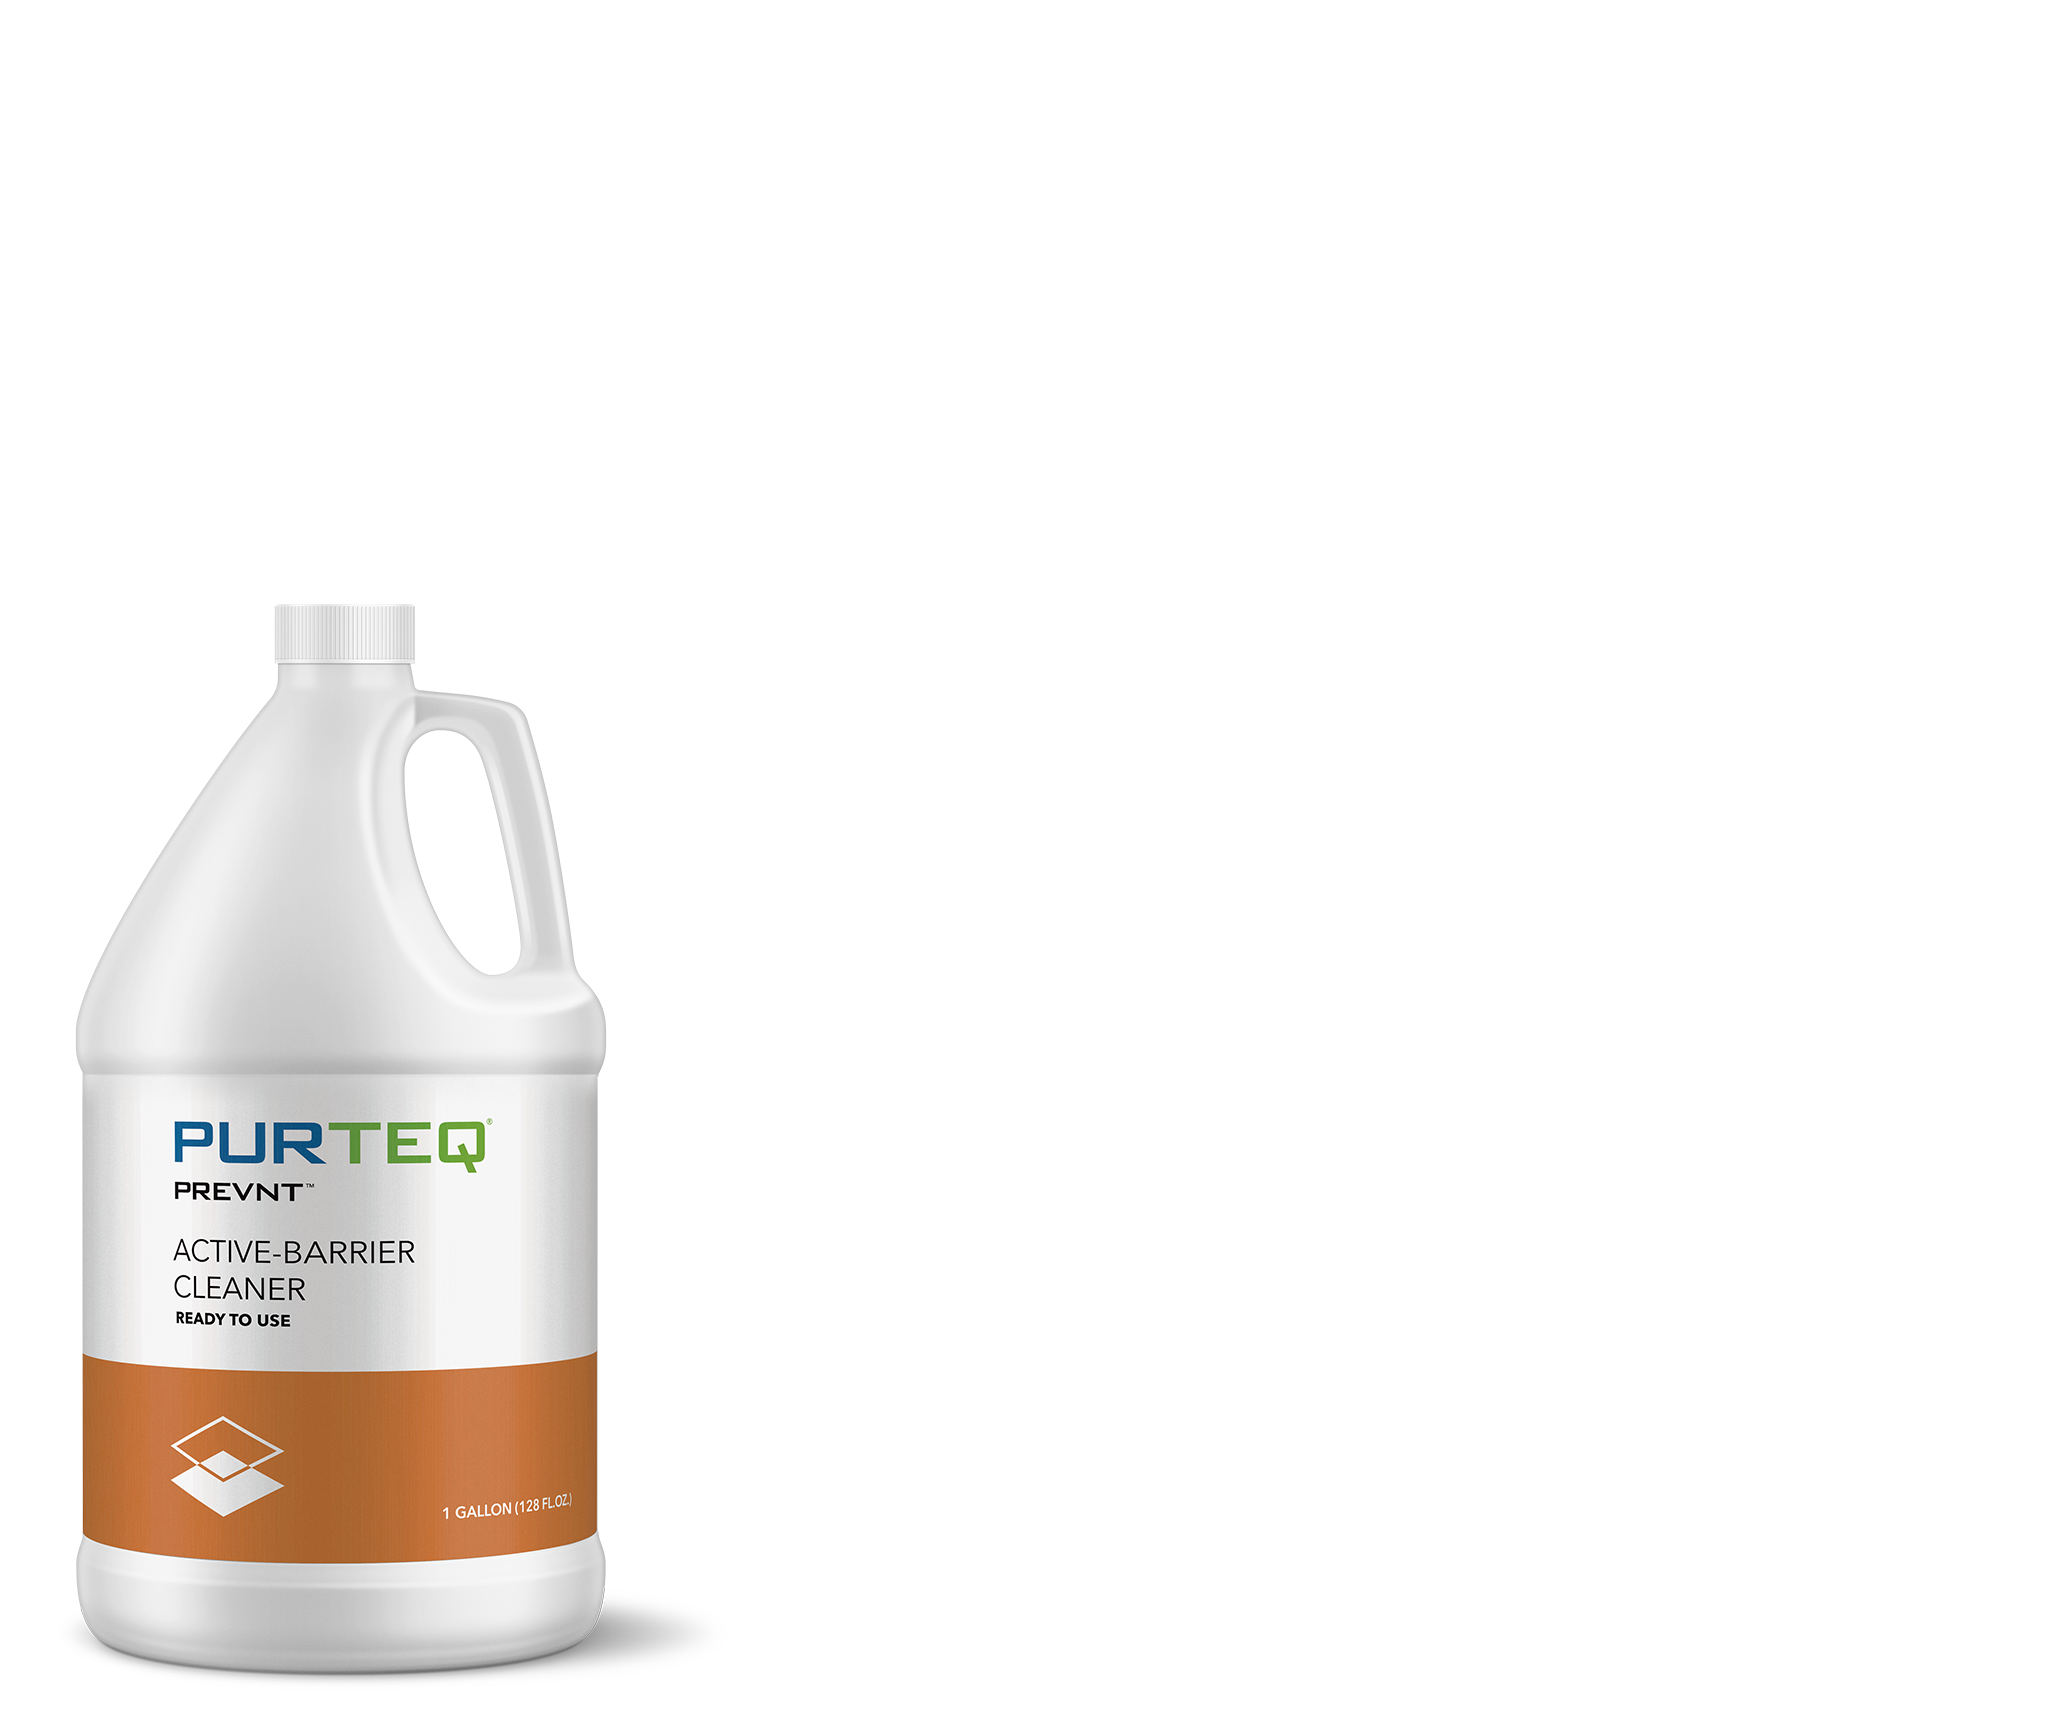 PURTEQ®
PREVNT™
ACTIVE-BARRIER
CLEANER
READY TO USE
1 GALLON (128 FL.OZ.)